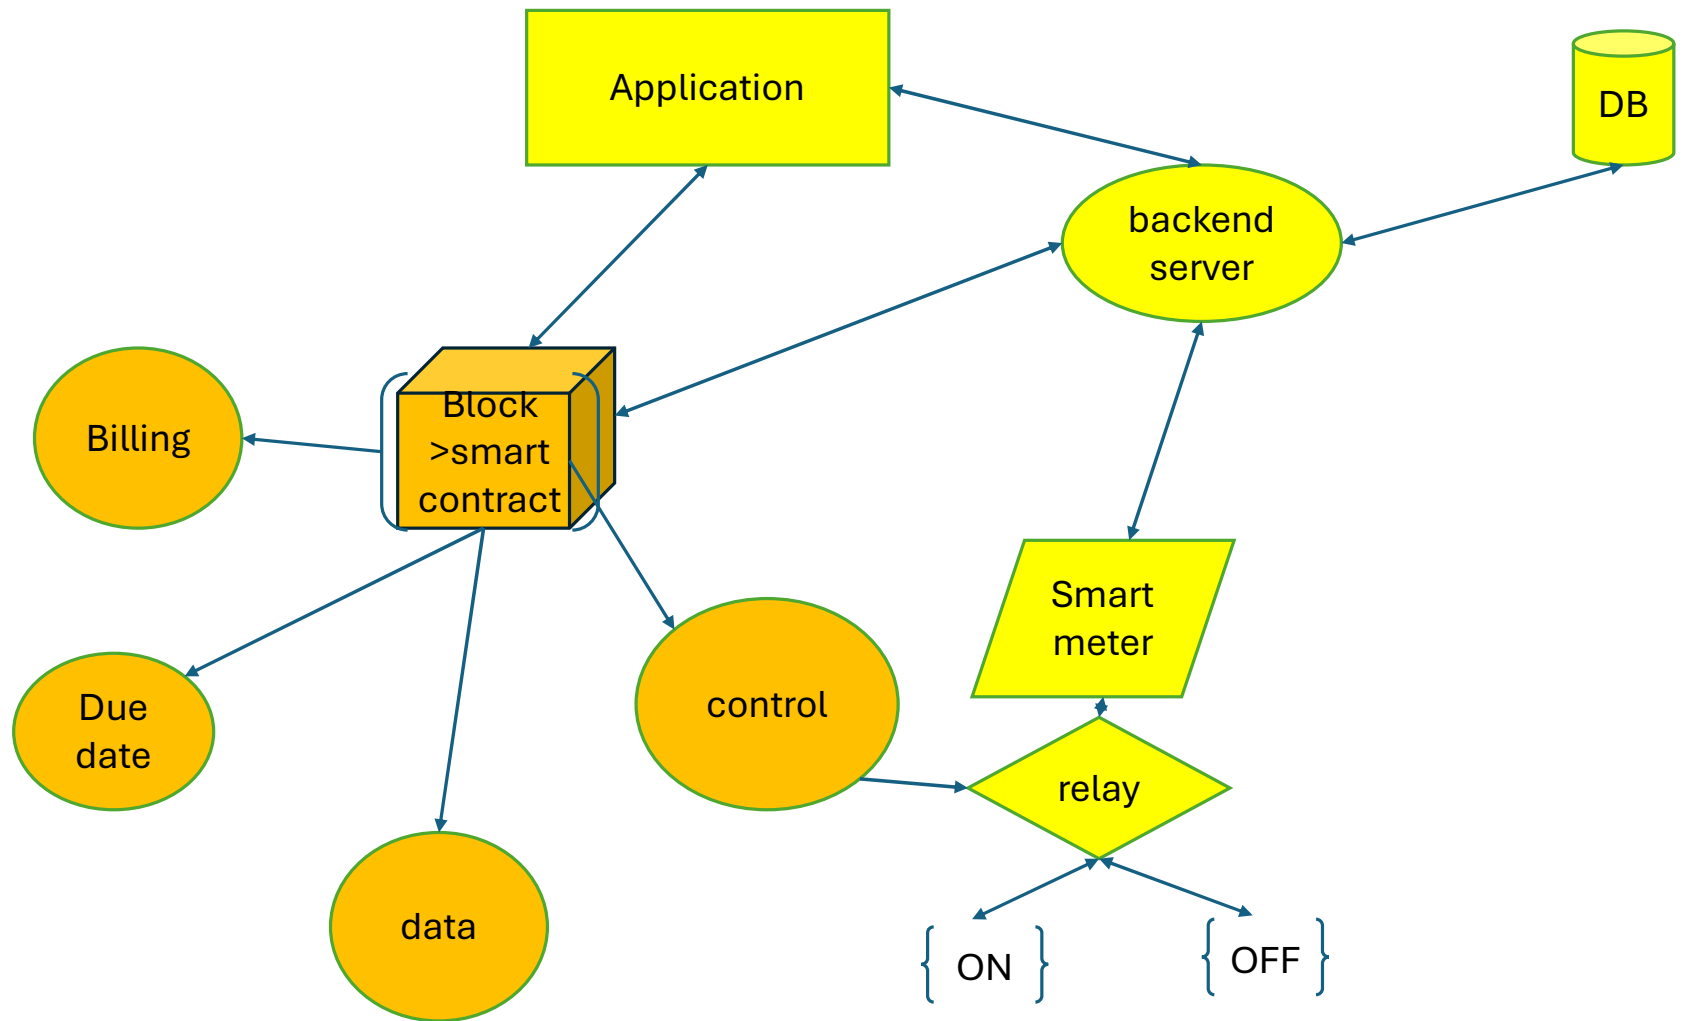 Application
DB
backend
server
Block
>smart
contract
Billing
Smart
meter
Due
date
control
relay
data
ON
OFF